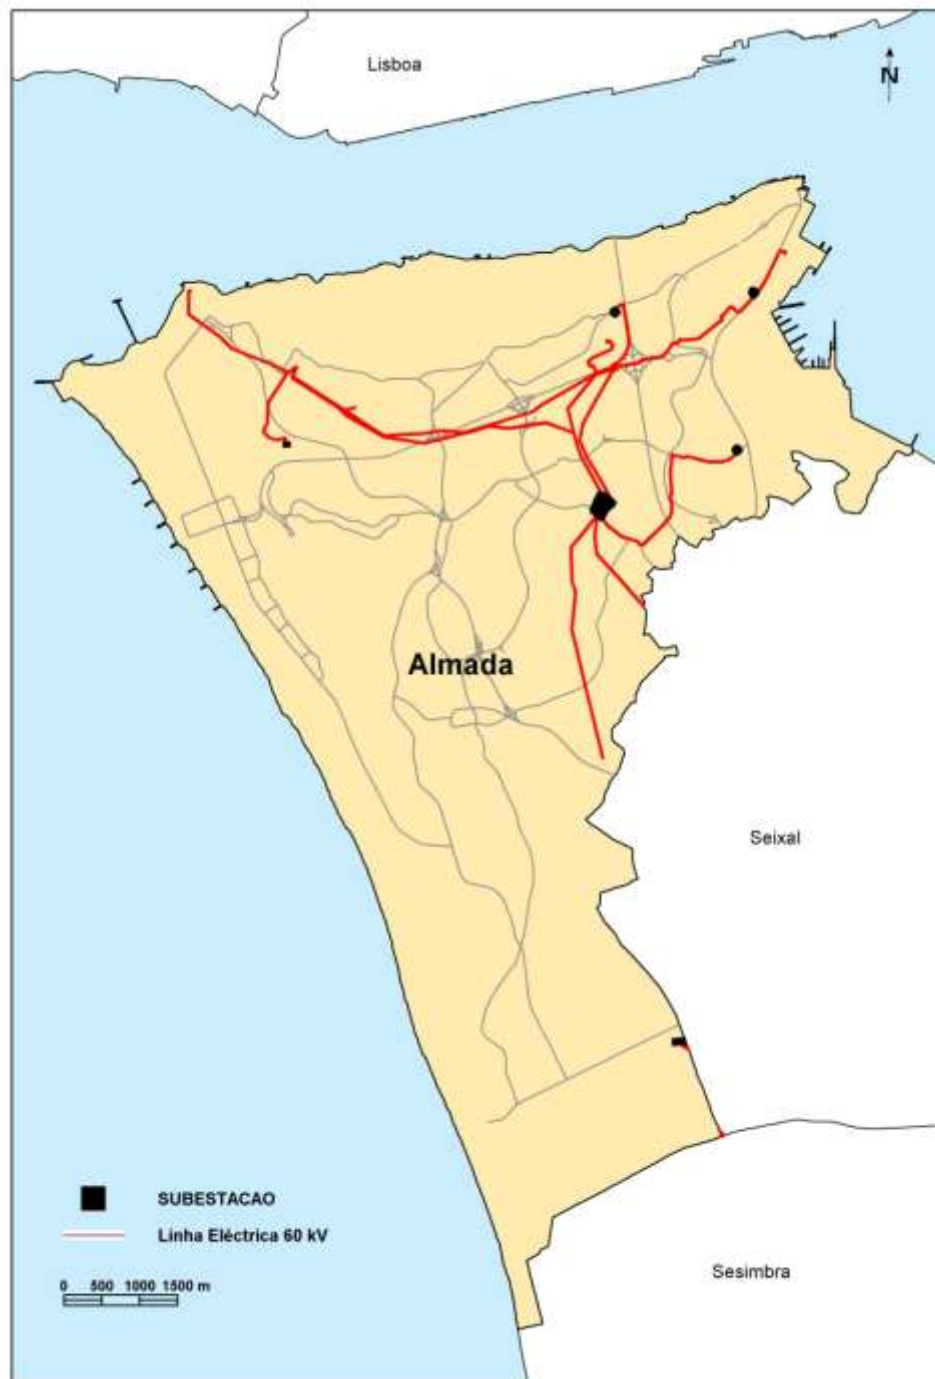 Lisboa
N
Almada
Seixal
SUBESTACAO
Linha Eléctrica 60 kV
Sesimbra
0 500 1000 1500 m